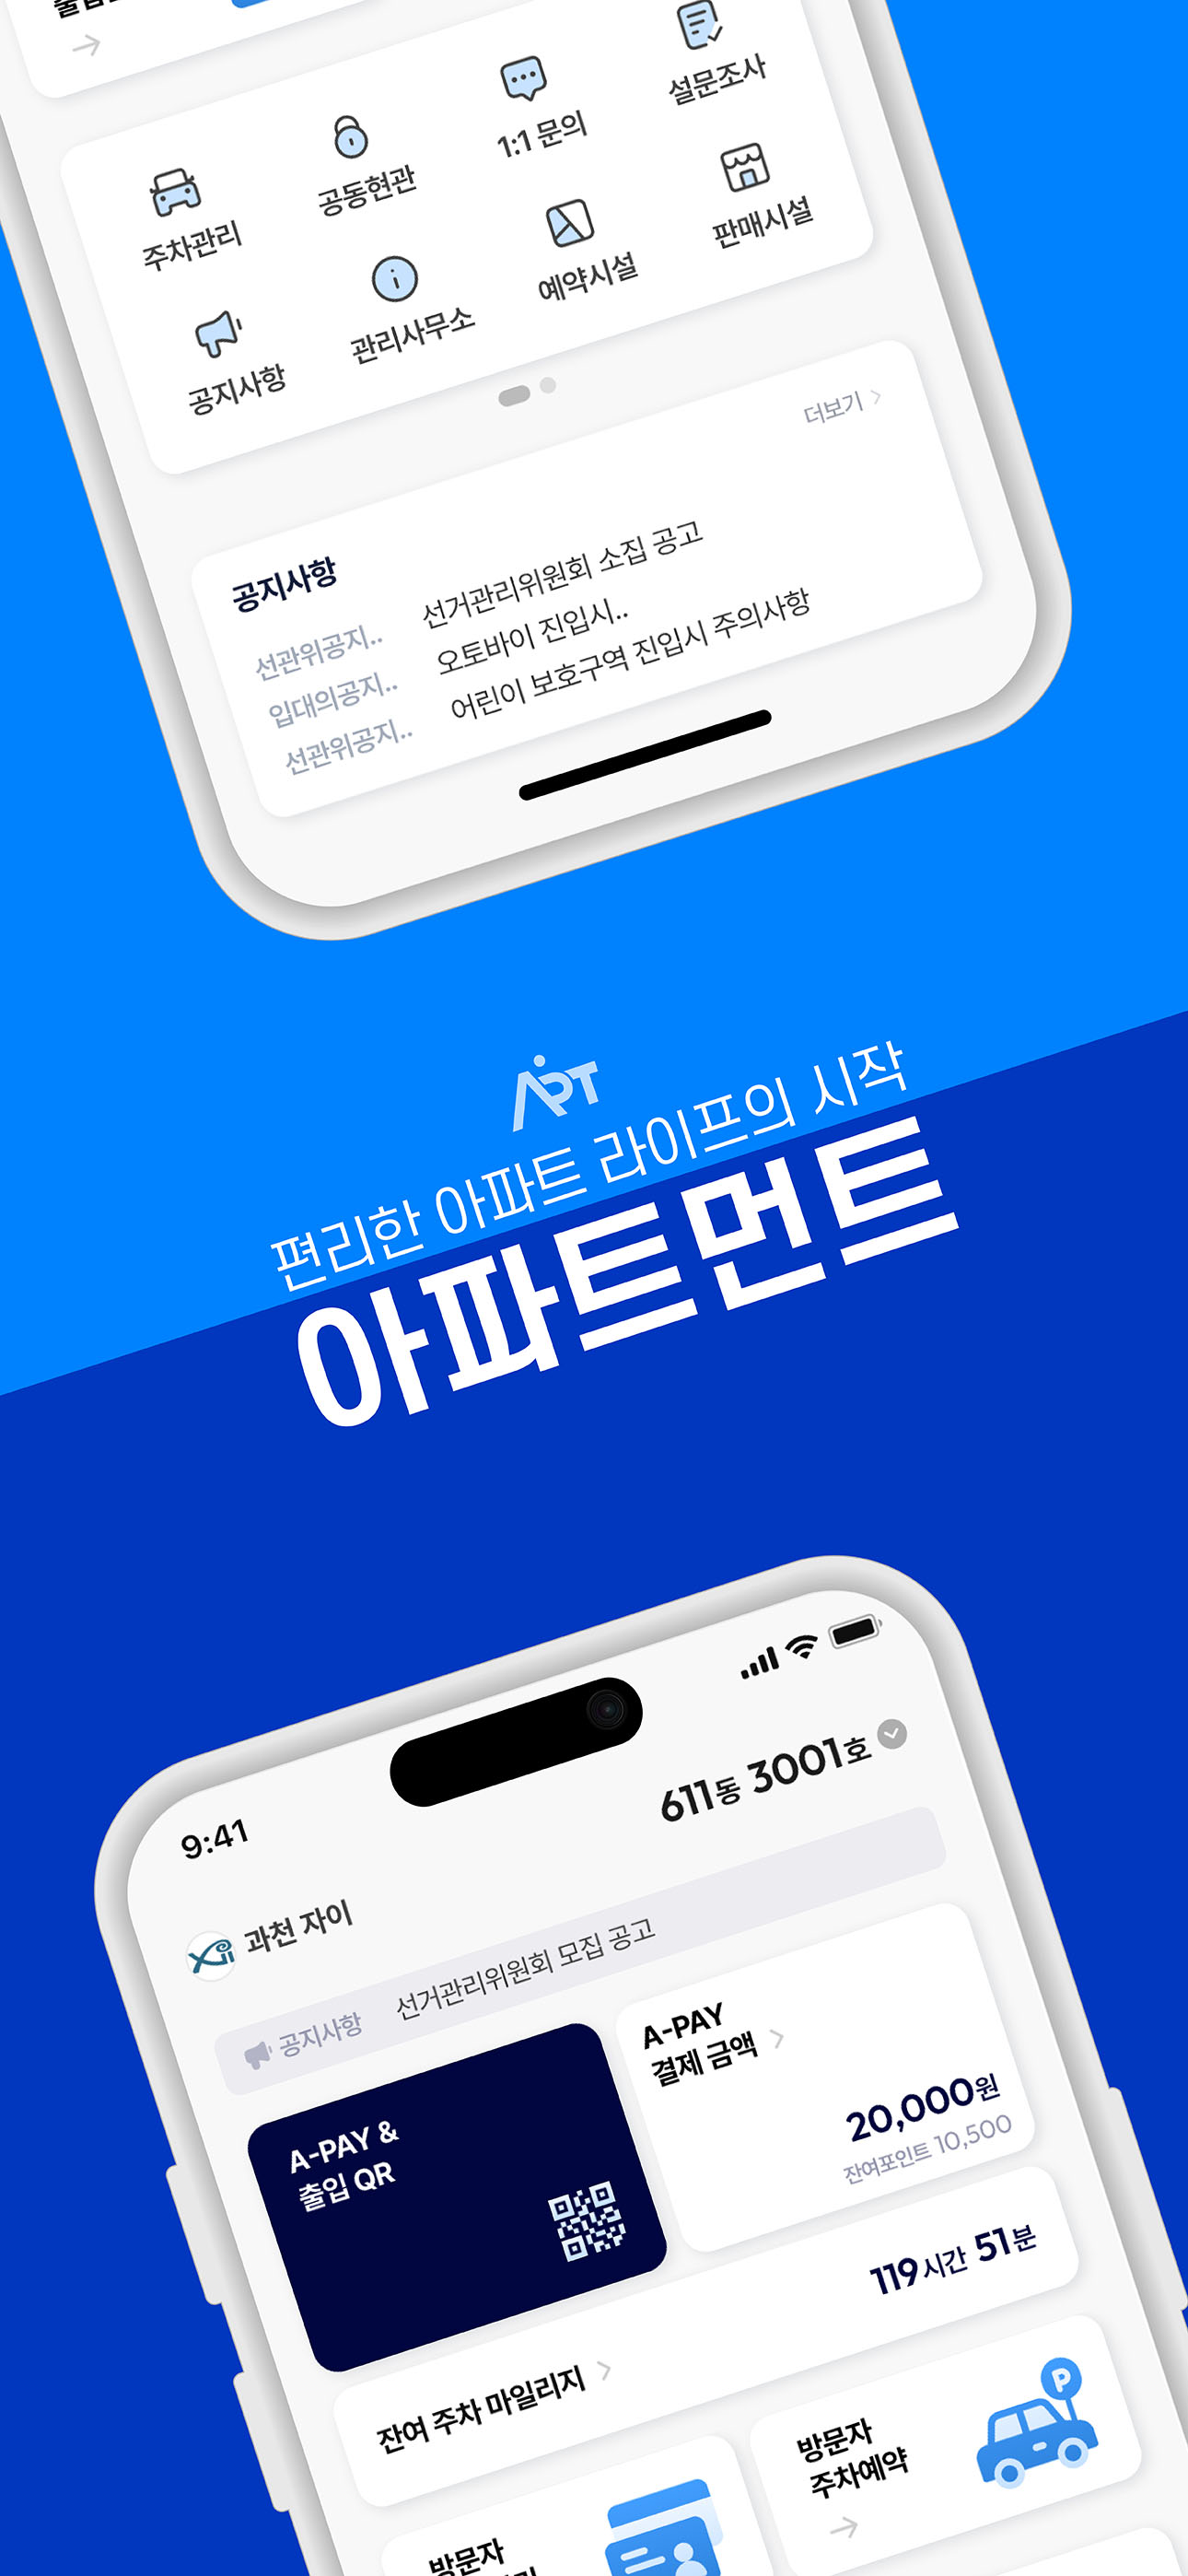 주차관리
공동현관
1:1 문의
설문조사
공지사항
관리사무소
예약시설
판매시설
공지사항
더보기
선관위공지.. 선거관리위원회 소집 공고
입대의공지.. 오토바이 진입시..
선관위공지.. 어린이 보호구역 진입시 주의사항
APT
편리한 아파트 라이프의 시작
아파트먼트
9:41
과천 자이
611동 3001호
공지사항 선거관리위원회 모집 공고
A-PAY &
출입 QR
A-PAY
결제 금액
20,000원
잔여포인트 10,500
잔여 주차 마일리지
119시간 51분
방문자
방문자
주차예약
P